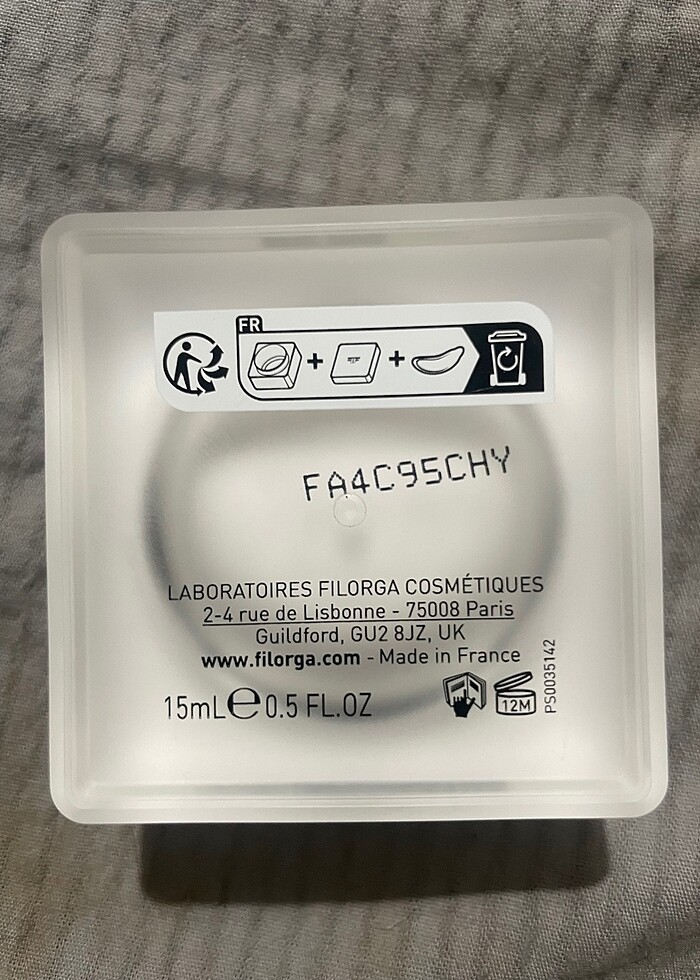 FR
+ +
FA4C95CHY
LABORATOIRES FILORGA COSMÉTIQUES
2-4 rue de Lisbonne - 75008 Paris
Guildford, GU2 8JZ, UK
www.filorga.com - Made in France
15mL℮0.5 FL.OZ
12M
PS0035142